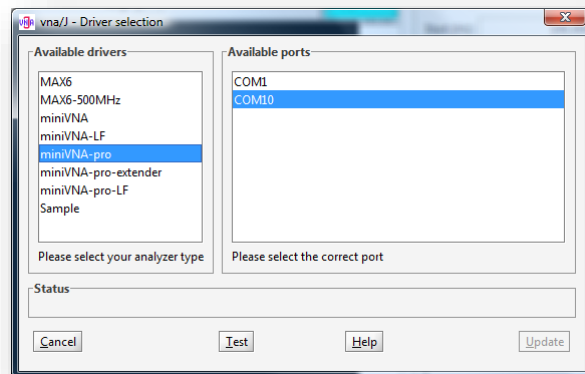 vna/J - Driver selection
Available drivers
MAX6
MAX6-500MHz
miniVNA
miniVNA-LF
miniVNA-pro
miniVNA-pro-extender
miniVNA-pro-LF
Sample
Please select your analyzer type
Available ports
COM1
COM10
Please select the correct port
Status
Cancel
Test
Help
Update